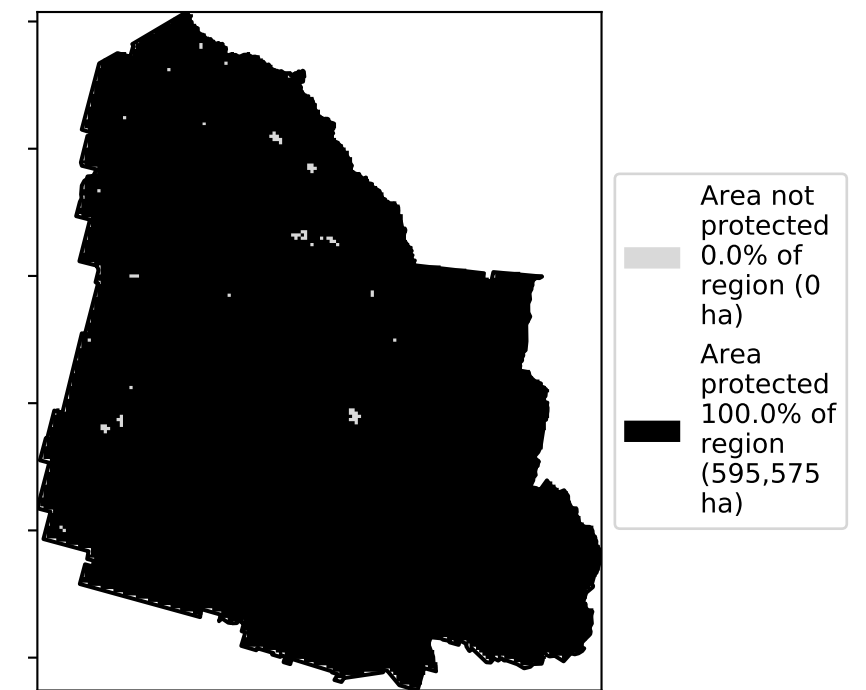 Area not
protected
0.0% of
region (0
ha)
Area
protected
100.0% of
region
(595,575
ha)